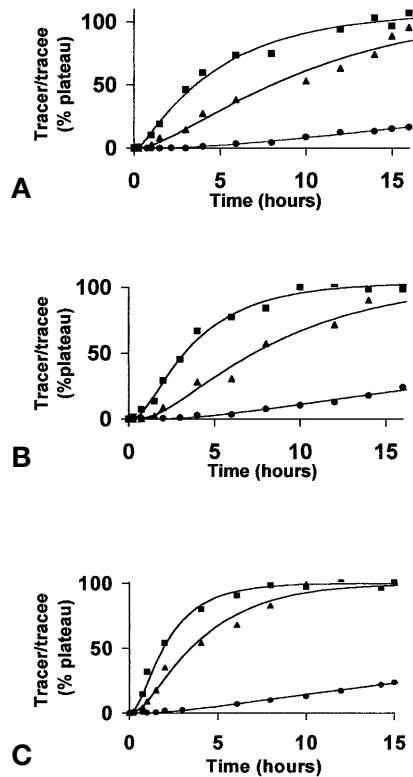 Tracer/tracee
(% plateau)
100
50
0
0
5
10
15
Time (hours)
A
Tracer/tracee
(%plateau)
100
50
0
0
5
10
15
Time (hours)
B
Tracer/tracee
(% plateau)
100
50
0
0
5
10
15
Time (hours)
C